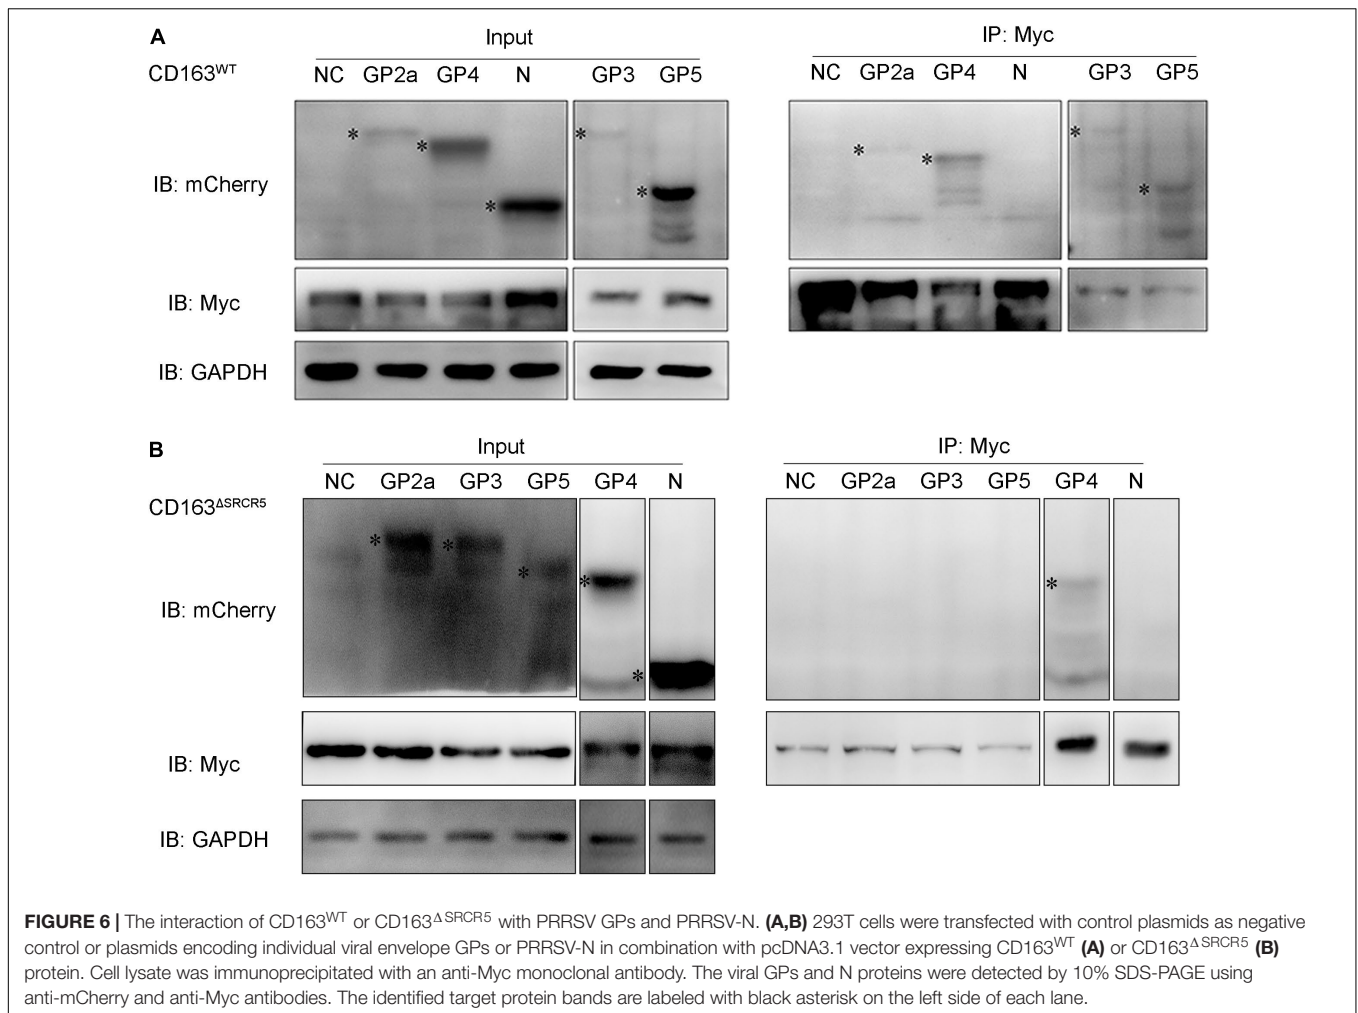 A
Input
IP: Myc
CD163WT
NC GP2a GP4 N GP3 GP5
NC GP2a GP4 N GP3 GP5
* * * * *
* * * *
IB: mCherry
IB: Myc
IB: GAPDH
B
Input
IP: Myc
NC GP2a GP3 GP5 GP4 N
NC GP2a GP3 GP5 GP4 N
CD163ΔSRCR5
* * * * *
*
IB: mCherry
IB: Myc
IB: GAPDH
FIGURE 6 | The interaction of CD163WT or CD163Δ SRCR5 with PRRSV GPs and PRRSV-N. (A,B) 293T cells were transfected with control plasmids as negative
control or plasmids encoding individual viral envelope GPs or PRRSV-N in combination with pcDNA3.1 vector expressing CD163WT (A) or CD163Δ SRCR5 (B)
protein. Cell lysate was immunoprecipitated with an anti-Myc monoclonal antibody. The viral GPs and N proteins were detected by 10% SDS-PAGE using
anti-mCherry and anti-Myc antibodies. The identified target protein bands are labeled with black asterisk on the left side of each lane.